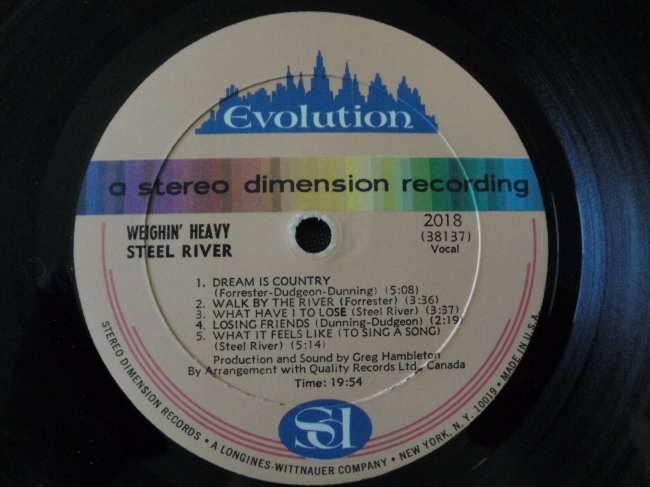 Evolution
a stereo dimension recording
WEIGHIN' HEAVY
STEEL RIVER
2018
(38137)
Vocal
1. DREAM IS COUNTRY
(Forrester-Dudgeon-Dunning) (5:08)
2. WALK BY THE RIVER (Forrester) (3:36)
3. WHAT HAVE I TO LOSE (Steel River) (3:37)
4. LOSING FRIENDS (Dunning-Dudgeon) (2:19)
5. WHAT IT FEELS LIKE (TO SING A SONG)
(Steel River) (5:14)
Production and Sound by Greg Hambleton
By Arrangement with Quality Records Ltd., Canada
Time: 19:54
Sd
STEREO DIMENSION RECORDS • A LONGINES-WITTNAUER COMPANY • NEW YORK, N. Y. 10019 • MADE IN U.S.A.